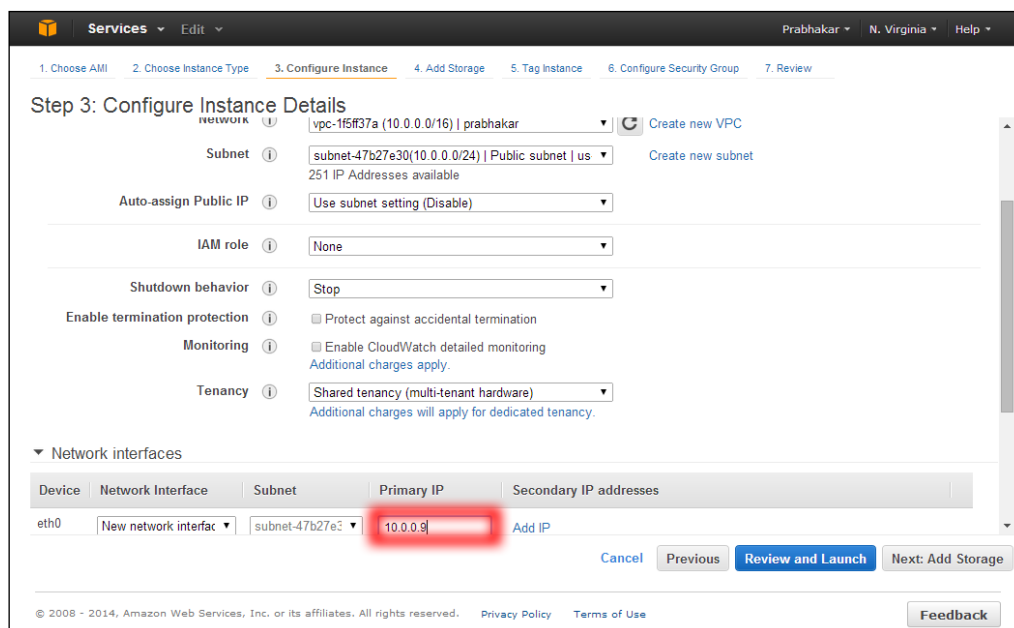 Services Edit Prabhakar N. Virginia Help
1. Choose AMI 2. Choose Instance Type 3. Configure Instance 4. Add Storage 5. Tag Instance 6. Configure Security Group 7. Review
Step 3: Configure Instance Details
Network i vpc-1f5ff37a (10.0.0.0/16) | prabhakar Create new VPC
Subnet i subnet-47b27e30(10.0.0.0/24) | Public subnet | us Create new subnet
251 IP Addresses available
Auto-assign Public IP i Use subnet setting (Disable)
IAM role i None
Shutdown behavior i Stop
Enable termination protection i Protect against accidental termination
Monitoring i Enable CloudWatch detailed monitoring
Additional charges apply.
Tenancy i Shared tenancy (multi-tenant hardware)
Additional charges will apply for dedicated tenancy.
Network interfaces
Device Network Interface Subnet Primary IP Secondary IP addresses
eth0 New network interfac subnet-47b27e3 10.0.0.9 Add IP
Cancel Previous Review and Launch Next: Add Storage
© 2008 - 2014, Amazon Web Services, Inc. or its affiliates. All rights reserved. Privacy Policy Terms of Use Feedback